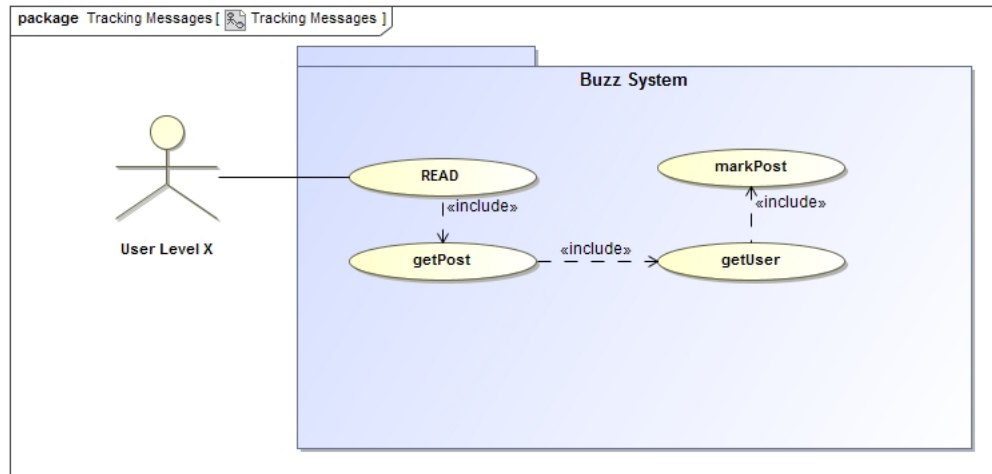 package Tracking Messages [ Tracking Messages ]
Buzz System
READ
markPost
«include»
«include»
User Level X
getPost
«include»
getUser